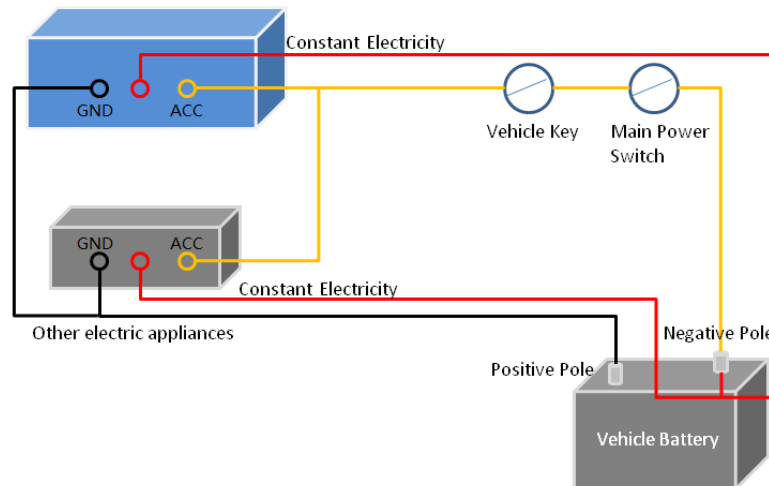 Constant Electricity
GND
ACC
Vehicle Key
Main Power
Switch
GND
ACC
Constant Electricity
Other electric appliances
Negative Pole
Positive Pole
Vehicle Battery